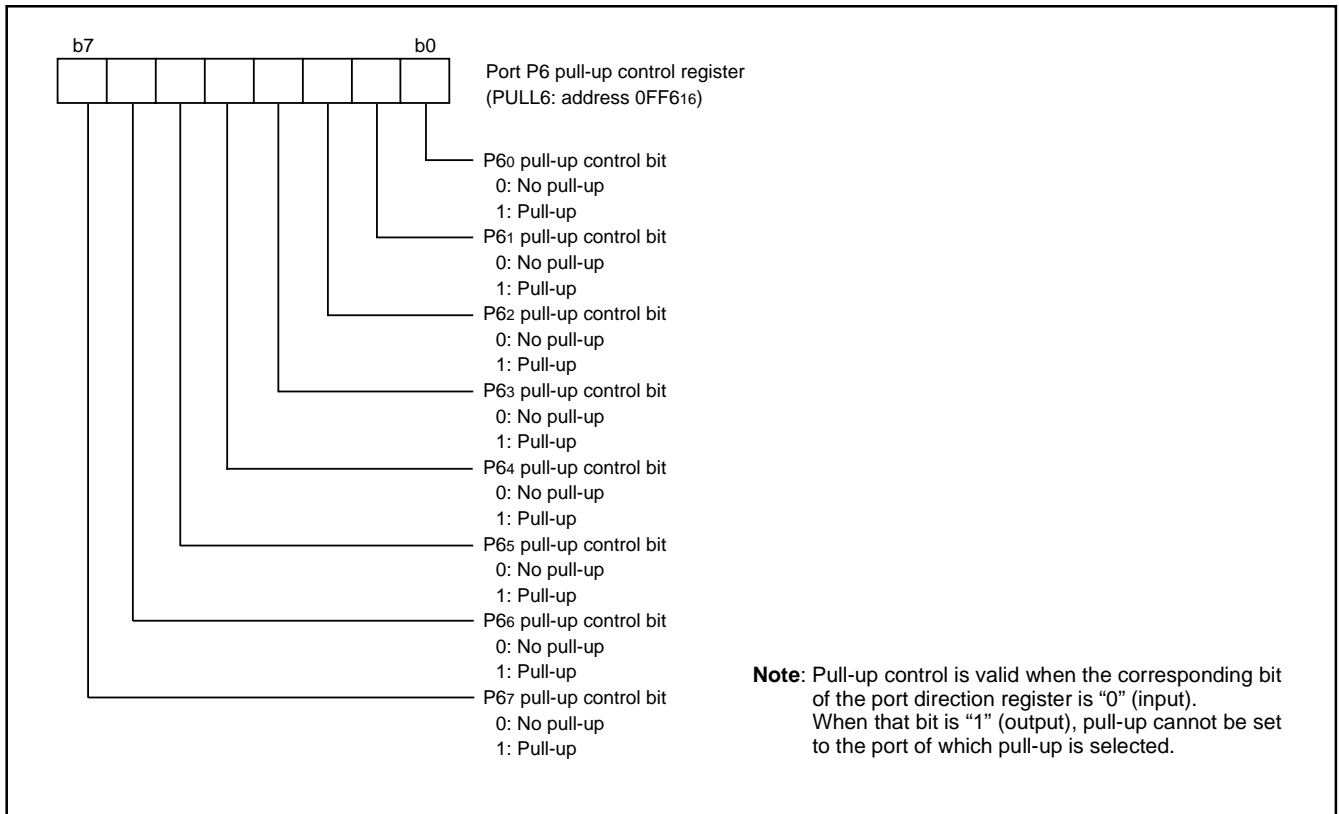 b7 b0
Port P6 pull-up control register
(PULL6: address 0FF616)
P60 pull-up control bit
0: No pull-up
1: Pull-up
P61 pull-up control bit
0: No pull-up
1: Pull-up
P62 pull-up control bit
0: No pull-up
1: Pull-up
P63 pull-up control bit
0: No pull-up
1: Pull-up
P64 pull-up control bit
0: No pull-up
1: Pull-up
P65 pull-up control bit
0: No pull-up
1: Pull-up
P66 pull-up control bit
0: No pull-up
1: Pull-up
P67 pull-up control bit
0: No pull-up
1: Pull-up
Note: Pull-up control is valid when the corresponding bit
of the port direction register is “0” (input).
When that bit is “1” (output), pull-up cannot be set
to the port of which pull-up is selected.